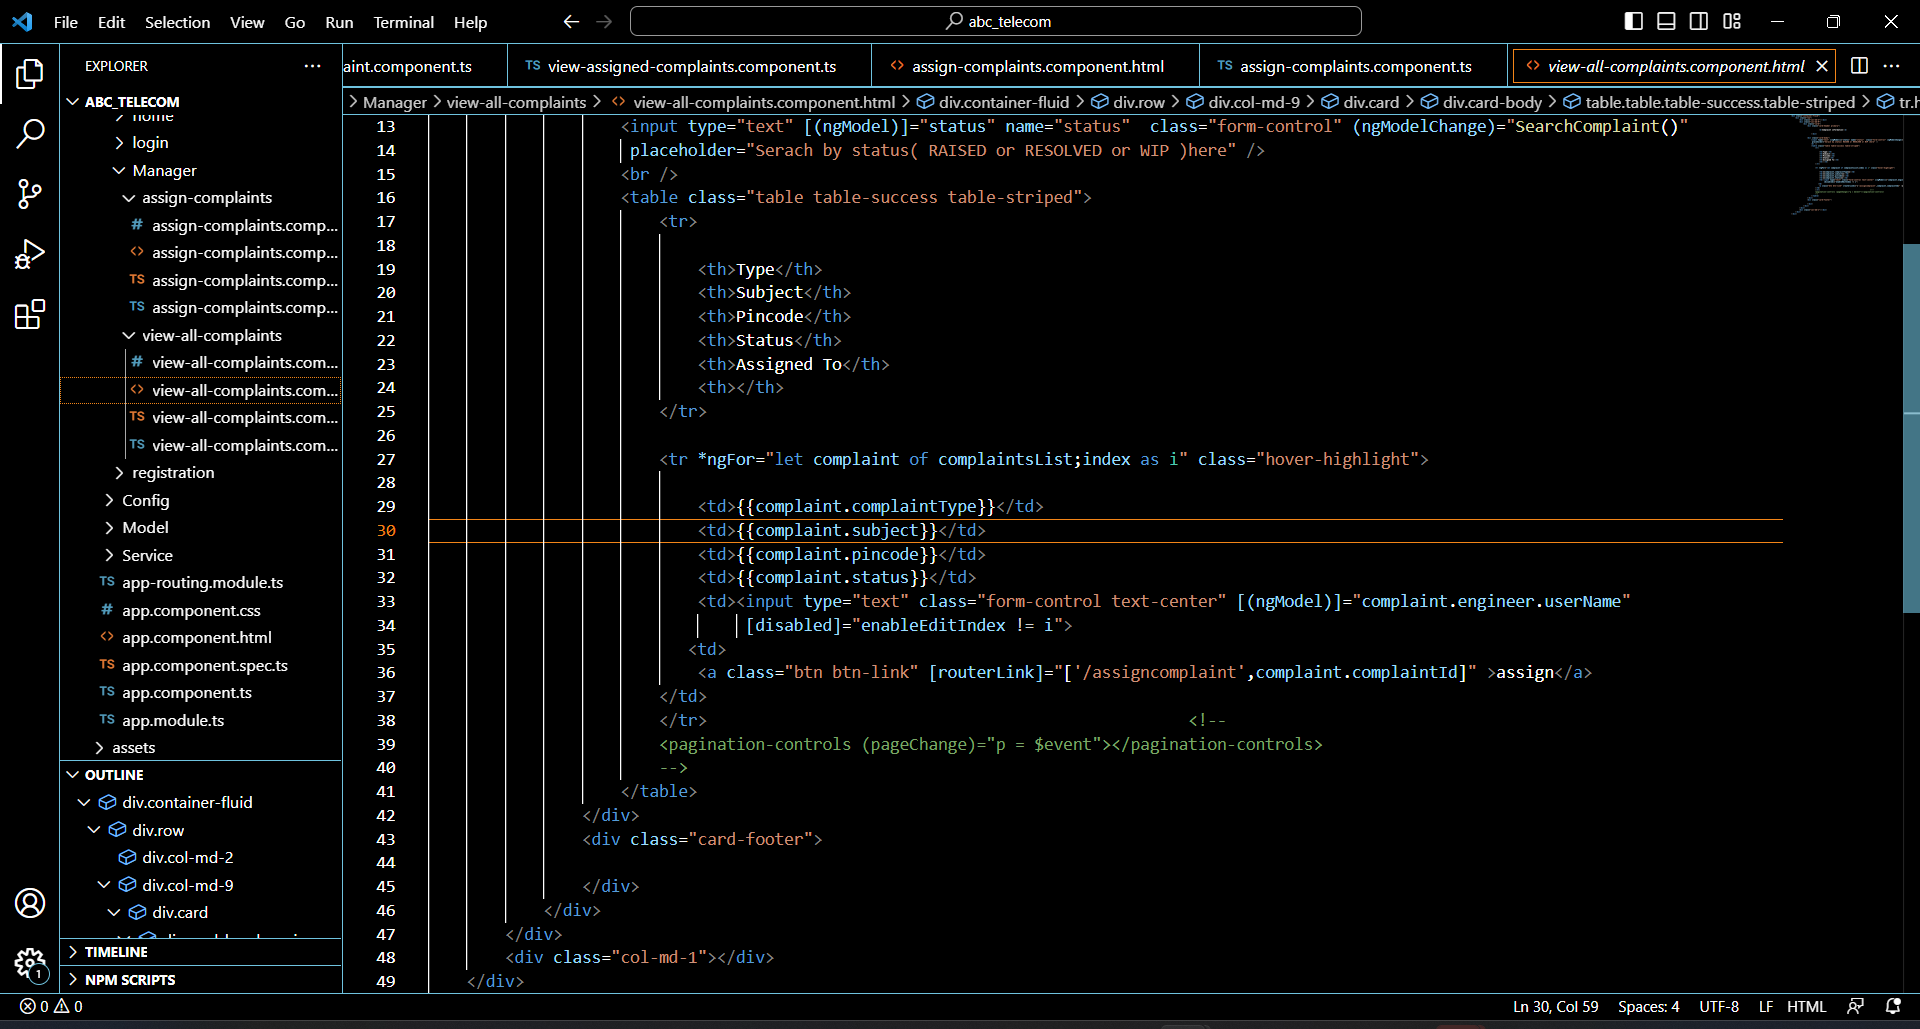 File Edit Selection View Go Run Terminal Help
abc_telecom
EXPLORER
aint.component.ts
TS view-assigned-complaints.component.ts
<> assign-complaints.component.html
TS assign-complaints.component.ts
<> view-all-complaints.component.html
ABC_TELECOM
home
login
Manager
assign-complaints
# assign-complaints.comp...
<> assign-complaints.comp...
TS assign-complaints.comp...
TS assign-complaints.comp...
view-all-complaints
# view-all-complaints.com...
<> view-all-complaints.com...
TS view-all-complaints.com...
TS view-all-complaints.com...
registration
Config
Model
Service
TS app-routing.module.ts
# app.component.css
<> app.component.html
TS app.component.spec.ts
TS app.component.ts
TS app.module.ts
assets
OUTLINE
div.container-fluid
div.row
div.col-md-2
div.col-md-9
div.card
TIMELINE
NPM SCRIPTS
1
> Manager > view-all-complaints > <> view-all-complaints.component.html > div.container-fluid > div.row > div.col-md-9 > div.card > div.card-body > table.table.table-success.table-striped > tr.h
13 <input type="text" [(ngModel)]="status" name="status"  class="form-control" (ngModelChange)="SearchComplaint()"
14 placeholder="Serach by status( RAISED or RESOLVED or WIP )here" />
15 <br />
16 <table class="table table-success table-striped">
17 <tr>
18
19 <th>Type</th>
20 <th>Subject</th>
21 <th>Pincode</th>
22 <th>Status</th>
23 <th>Assigned To</th>
24 <th></th>
25 </tr>
26
27 <tr *ngFor="let complaint of complaintsList;index as i" class="hover-highlight">
28
29 <td>{{complaint.complaintType}}</td>
30 <td>{{complaint.subject}}</td>
31 <td>{{complaint.pincode}}</td>
32 <td>{{complaint.status}}</td>
33 <td><input type="text" class="form-control text-center" [(ngModel)]="complaint.engineer.userName"
34 [disabled]="enableEditIndex != i">
35 <td>
36 <a class="btn btn-link" [routerLink]="['/assigncomplaint',complaint.complaintId]" >assign</a>
37 </td>
38 </tr> <!--
39 <pagination-controls (pageChange)="p = $event"></pagination-controls>
40 -->
41 </table>
42 </div>
43 <div class="card-footer">
44
45 </div>
46 </div>
47 </div>
48 <div class="col-md-1"></div>
49 </div>
0 0
Ln 30, Col 59 Spaces: 4 UTF-8 LF HTML